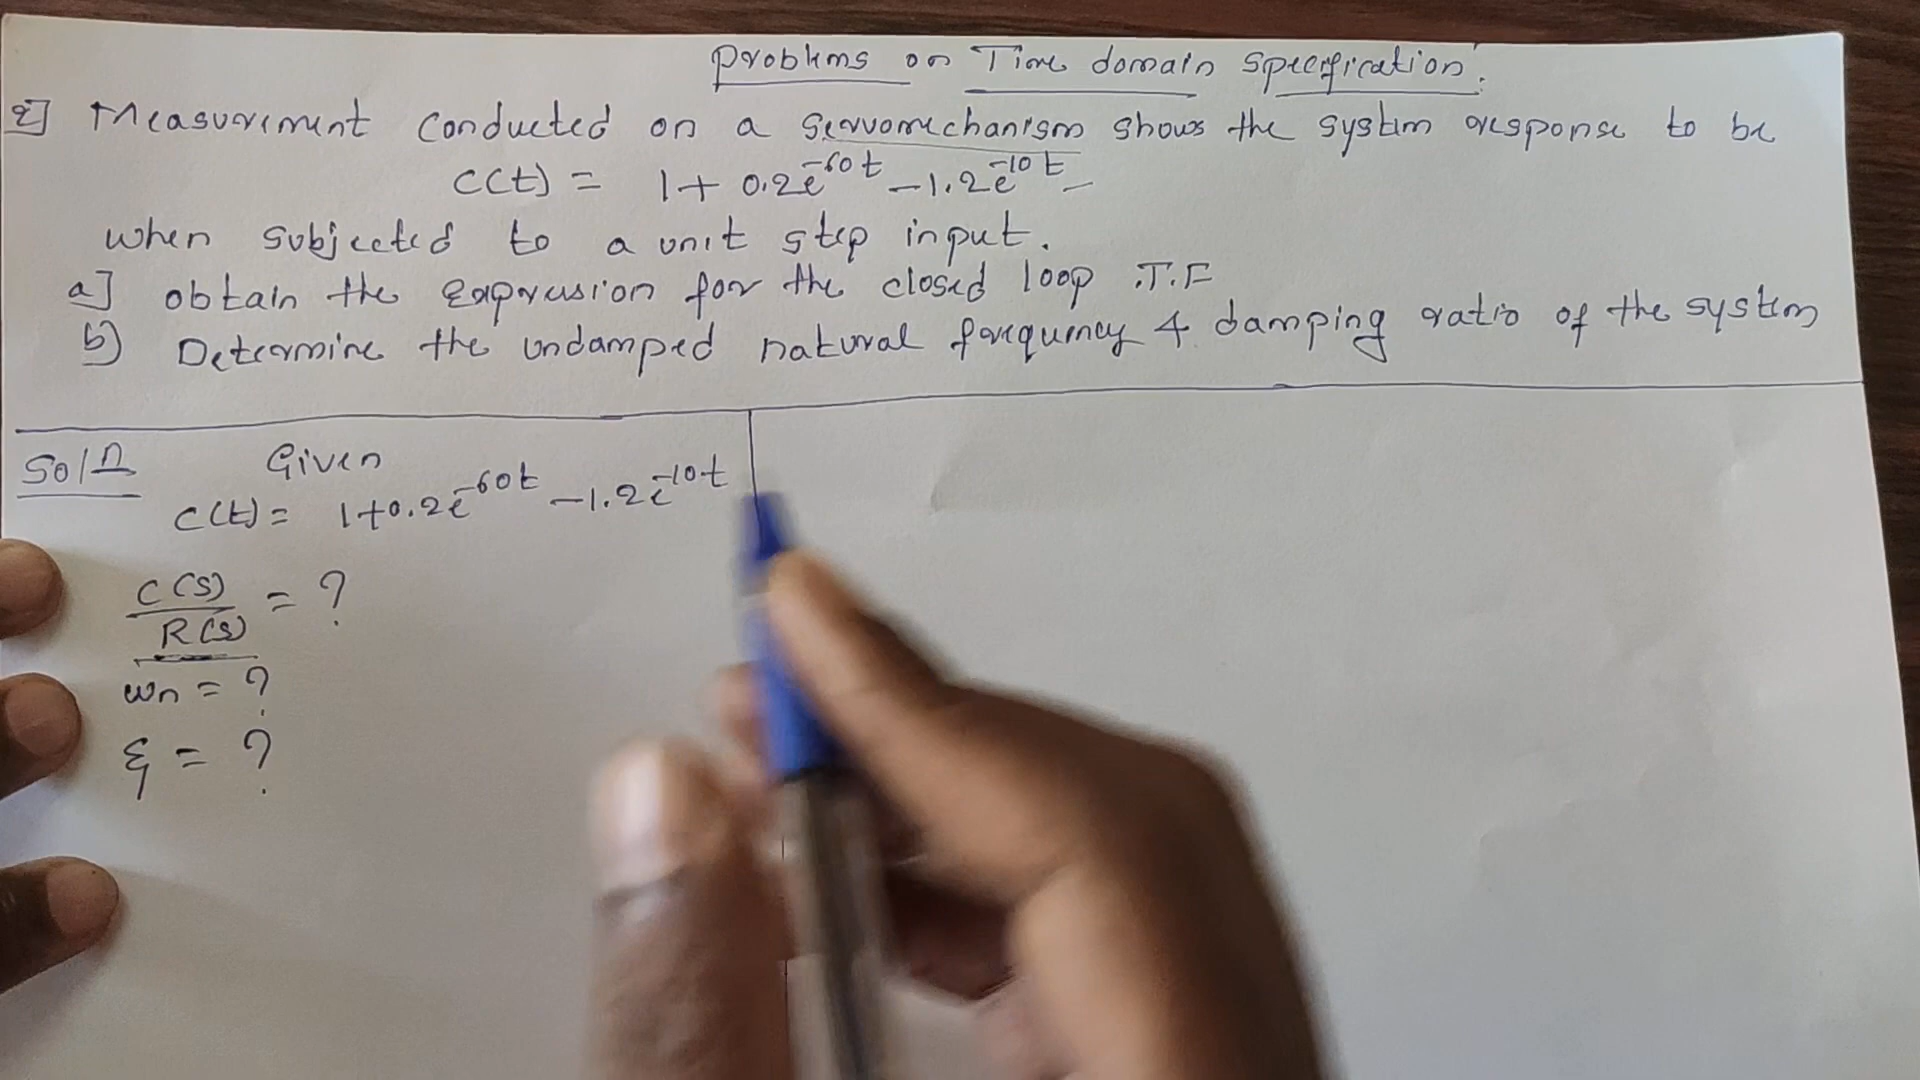 Problems on Time domain Specification.
2] Measurement conducted on a servomechanism shows the system response to be
C(t) = 1 + 0.2e^-60t - 1.2e^-10t
when subjected to a unit step input.
a] obtain the expression for the closed loop .T.F
b) Determine the undamped natural frequency & damping ratio of the system
Soln Given
C(t) = 1+0.2e^-60t - 1.2e^-10t
C(S)/R(S) = ?
ωn = ?
ξ = ?